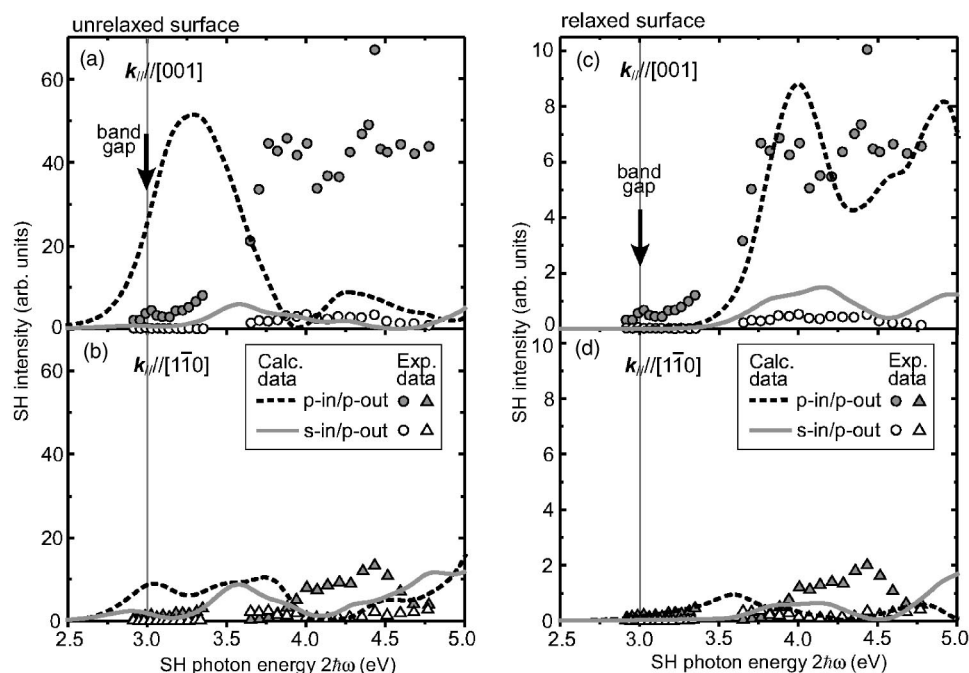 unrelaxed surface
(a)
k///​/[001]
band
gap
60
40
20
0
SH intensity (arb. units)
(b)
k////[11̄0]
Calc. data
Exp. data
p-in/p-out
s-in/p-out
60
40
20
0
2.5 3.0 3.5 4.0 4.5 5.0
SH photon energy 2ħω (eV)
relaxed surface
(c)
k////[001]
band
gap
10
8
6
4
2
0
SH intensity (arb. units)
(d)
k////[11̄0]
Calc. data
Exp. data
p-in/p-out
s-in/p-out
10
8
6
4
2
0
2.5 3.0 3.5 4.0 4.5 5.0
SH photon energy 2ħω (eV)